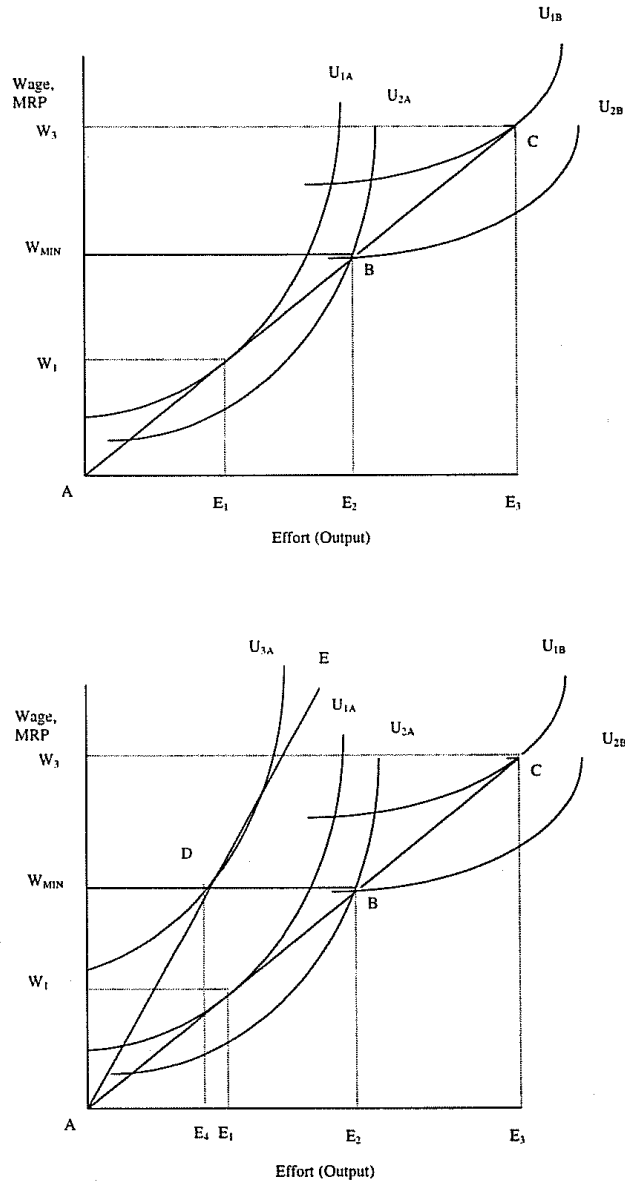 U1B
U1A
Wage,
MRP
U2A
U2B
W3
C
WMIN
B
W1
A
E1
E2
E3
Effort (Output)
U3A
E
U1B
U1A
Wage,
MRP
U2A
U2B
W3
C
D
WMIN
B
W1
A
E4
E1
E2
E3
Effort (Output)